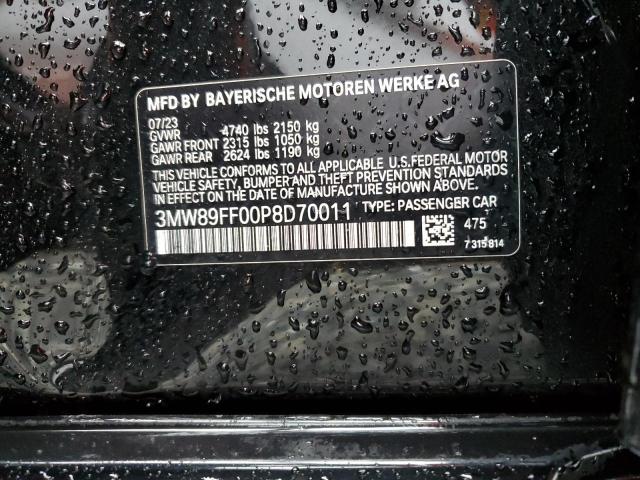 MFD BY BAYERISCHE MOTOREN WERKE AG
07/23
GVWR 4740 lbs 2150 kg
GAWR FRONT 2315 lbs 1050 kg
GAWR REAR 2624 lbs 1190 kg
THIS VEHICLE CONFORMS TO ALL APPLICABLE U.S.FEDERAL MOTOR
VEHICLE SAFETY, BUMPER AND THEFT PREVENTION STANDARDS
IN EFFECT ON THE DATE OF MANUFACTURE SHOWN ABOVE.
3MW89FF00P8D70011 TYPE: PASSENGER CAR
475
7 315 814